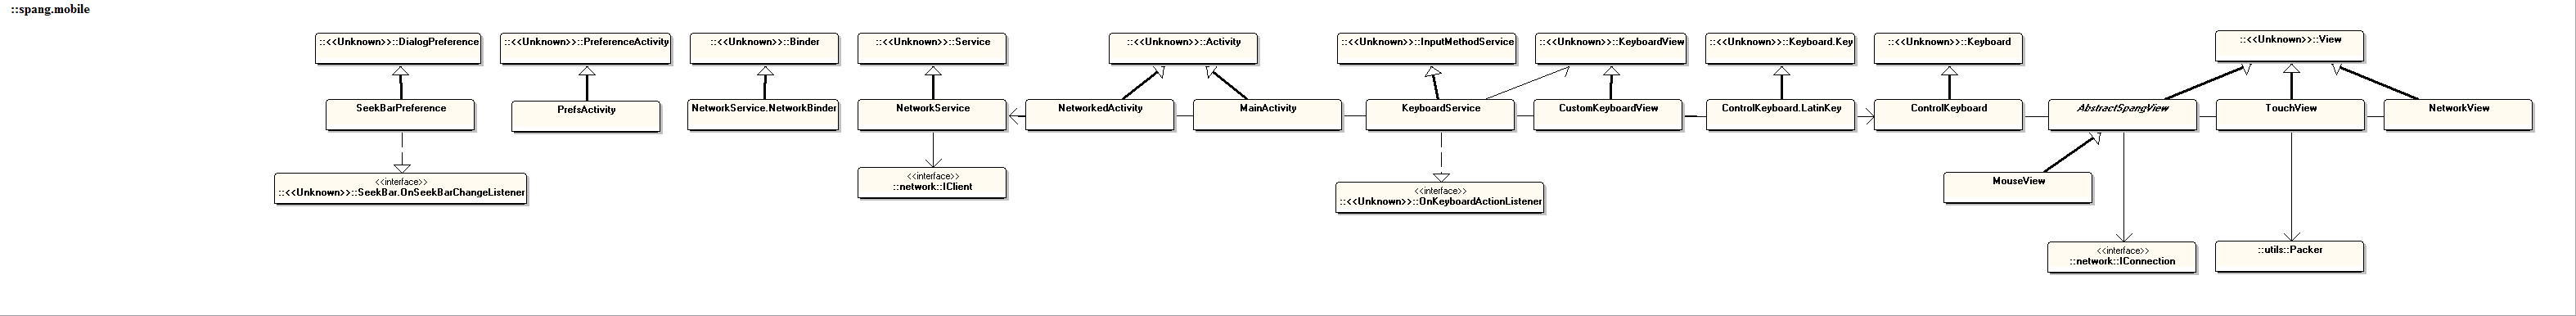 ::spang.mobile
::<<Unknown>>::DialogPreference
::<<Unknown>>::PreferenceActivity
::<<Unknown>>::Binder
::<<Unknown>>::Service
::<<Unknown>>::Activity
::<<Unknown>>::InputMethodService
::<<Unknown>>::KeyboardView
::<<Unknown>>::Keyboard.Key
::<<Unknown>>::Keyboard
::<<Unknown>>::View
SeekBarPreference
PrefsActivity
NetworkService.NetworkBinder
NetworkService
NetworkedActivity
MainActivity
KeyboardService
CustomKeyboardView
ControlKeyboard.LatinKey
ControlKeyboard
AbstractSpangView
TouchView
NetworkView
<<interface>>
::<<Unknown>>::SeekBar.OnSeekBarChangeListener
<<interface>>
::network::IClient
<<interface>>
::<<Unknown>>::OnKeyboardActionListener
MouseView
<<interface>>
::network::IConnection
::utils::Packer